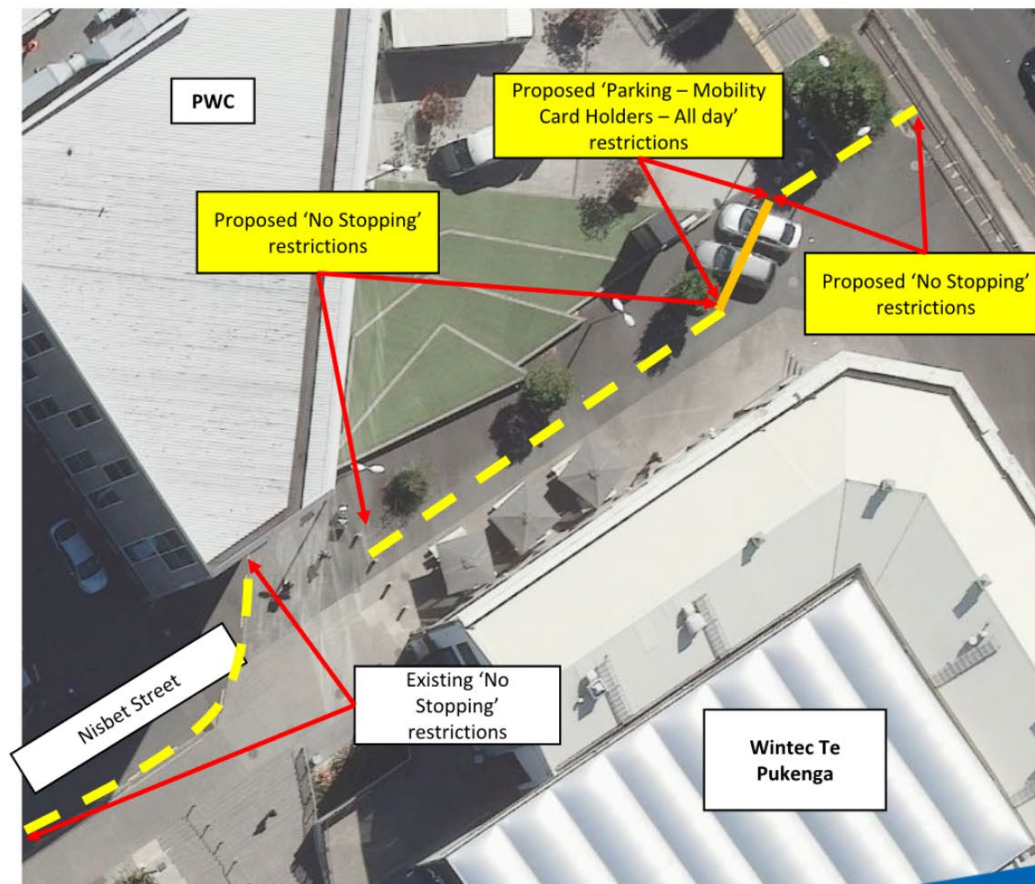 PWC
Proposed ‘Parking – Mobility
Card Holders – All day’
restrictions
Proposed ‘No Stopping’
restrictions
Proposed ‘No Stopping’
restrictions
Nisbet Street
Existing ‘No
Stopping’
restrictions
Wintec Te
Pukenga